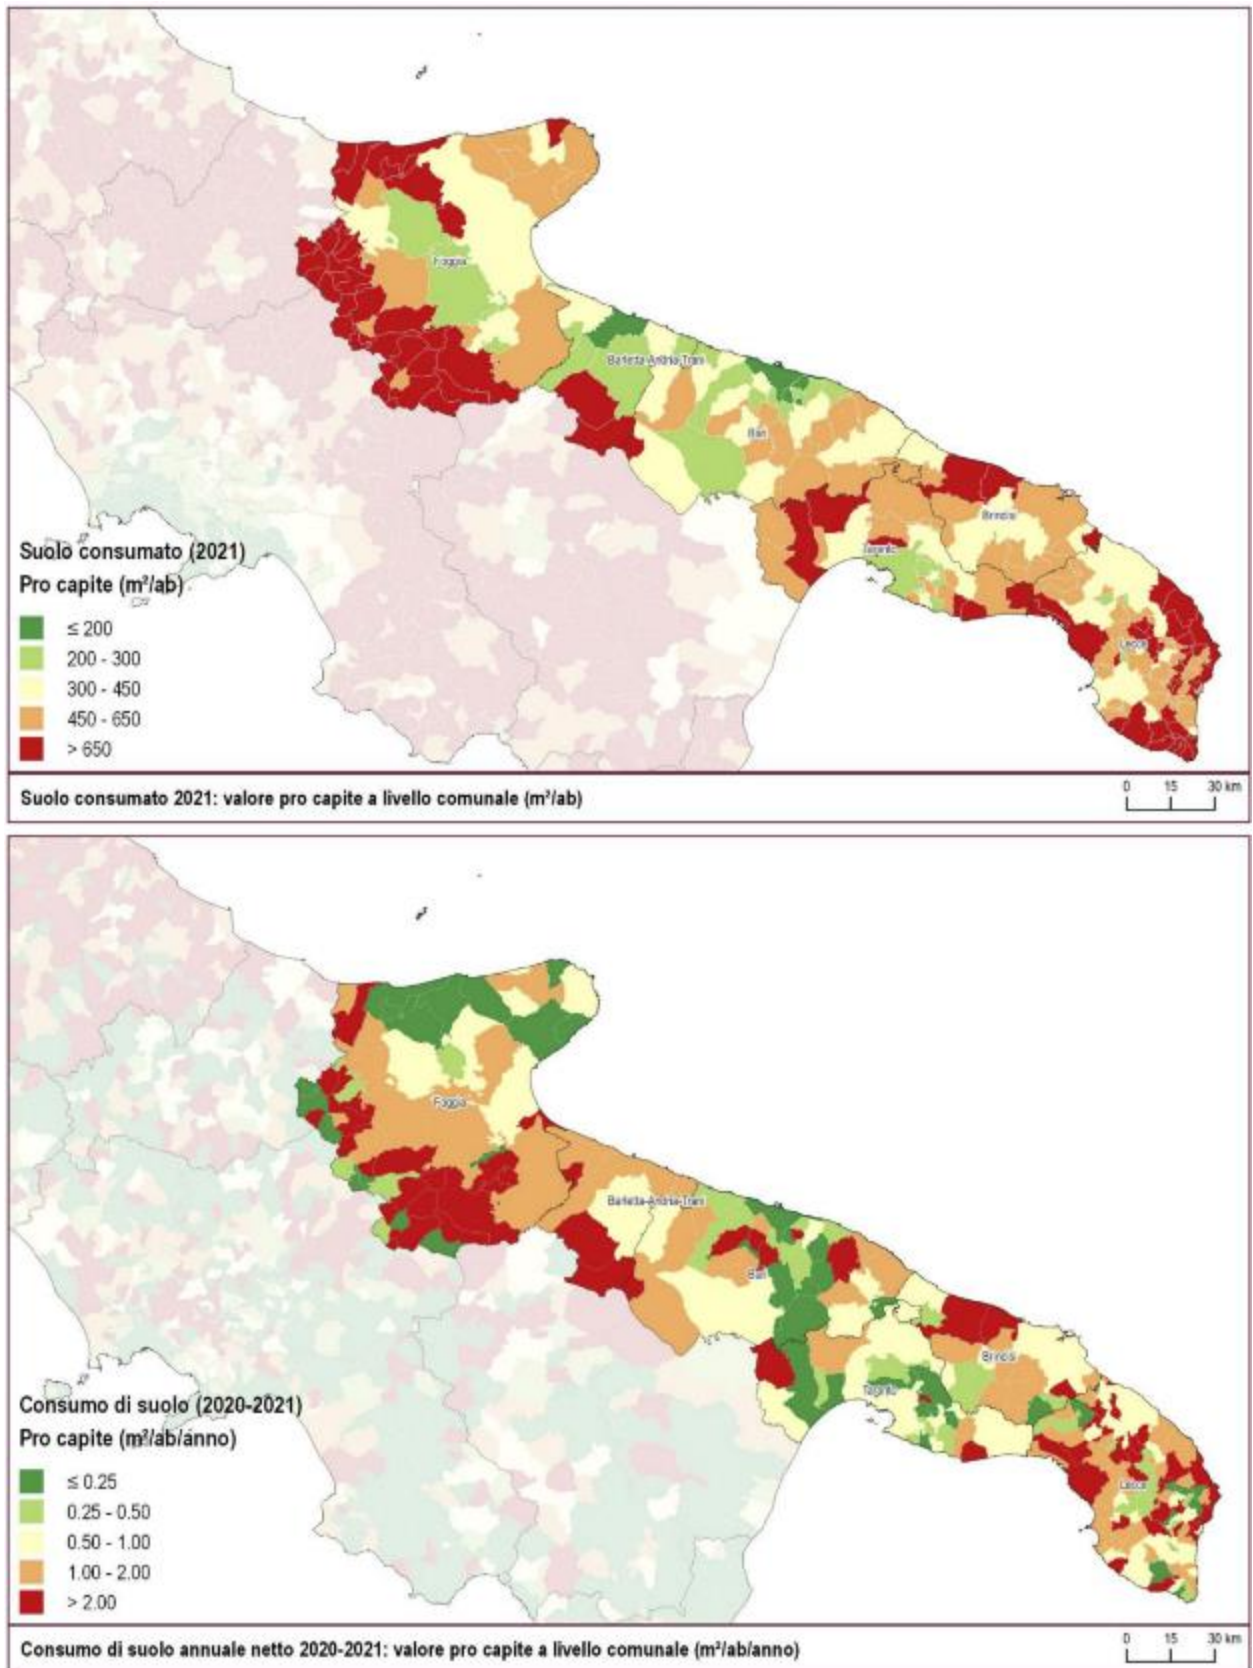 Foggia
Barletta-Andria-Trani
Bari
Brindisi
Taranto
Lecce
Suolo consumato (2021)
Pro capite (m²/ab)
≤ 200
200 - 300
300 - 450
450 - 650
> 650
0 15 30 km
Suolo consumato 2021: valore pro capite a livello comunale (m²/ab)
Foggia
Barletta-Andria-Trani
Bari
Brindisi
Taranto
Lecce
Consumo di suolo (2020-2021)
Pro capite (m²/ab/anno)
≤ 0.25
0.25 - 0.50
0.50 - 1.00
1.00 - 2.00
> 2.00
0 15 30 km
Consumo di suolo annuale netto 2020-2021: valore pro capite a livello comunale (m²/ab/anno)